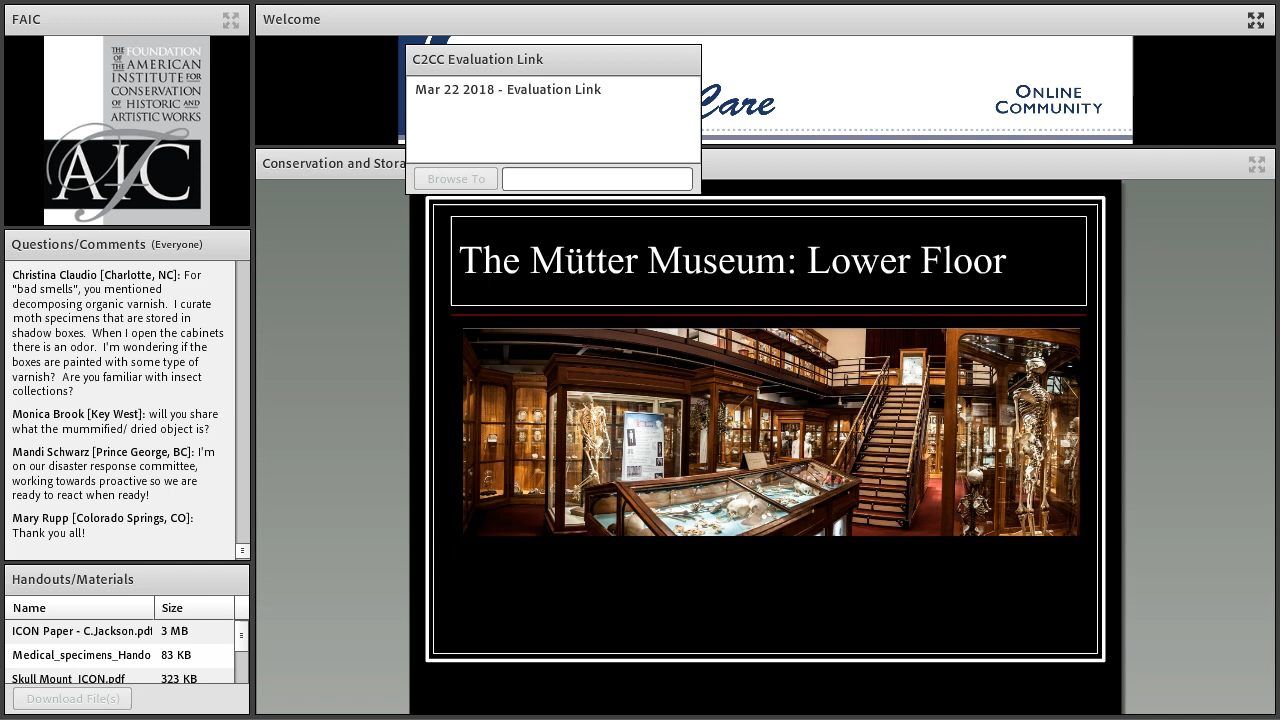 FAIC
THE FOUNDATION
OF THE AMERICAN
INSTITUTE FOR
CONSERVATION
OF HISTORIC AND
ARTISTIC WORKS
AIC
Questions/Comments (Everyone)
Christina Claudio [Charlotte, NC]: For
"bad smells", you mentioned
decomposing organic varnish. I curate
moth specimens that are stored in
shadow boxes. When I open the cabinets
there is an odor. I'm wondering if the
boxes are painted with some type of
varnish? Are you familiar with insect
collections?
Monica Brook [Key West]: will you share
what the mummified/ dried object is?
Mandi Schwarz [Prince George, BC]: I'm
on our disaster response committee,
working towards proactive so we are
ready to react when ready!
Mary Rupp [Colorado Springs, CO]:
Thank you all!
Handouts/Materials
Name Size
ICON Paper - C.Jackson.pdf 3 MB
Medical_specimens_Hando 83 KB
Skull Mount_ICON.pdf 323 KB
Download File(s)
Welcome
C2CC Evaluation Link
Mar 22 2018 - Evaluation Link
Browse To
Care
ONLINE
COMMUNITY
Conservation and Stora
The Mütter Museum: Lower Floor